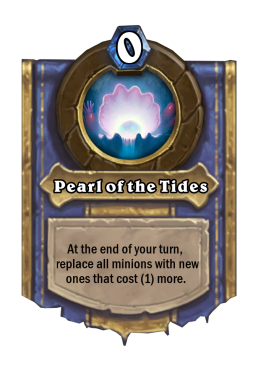 0
Pearl of the Tides
At the end of your turn,
replace all minions with new
ones that cost (1) more.